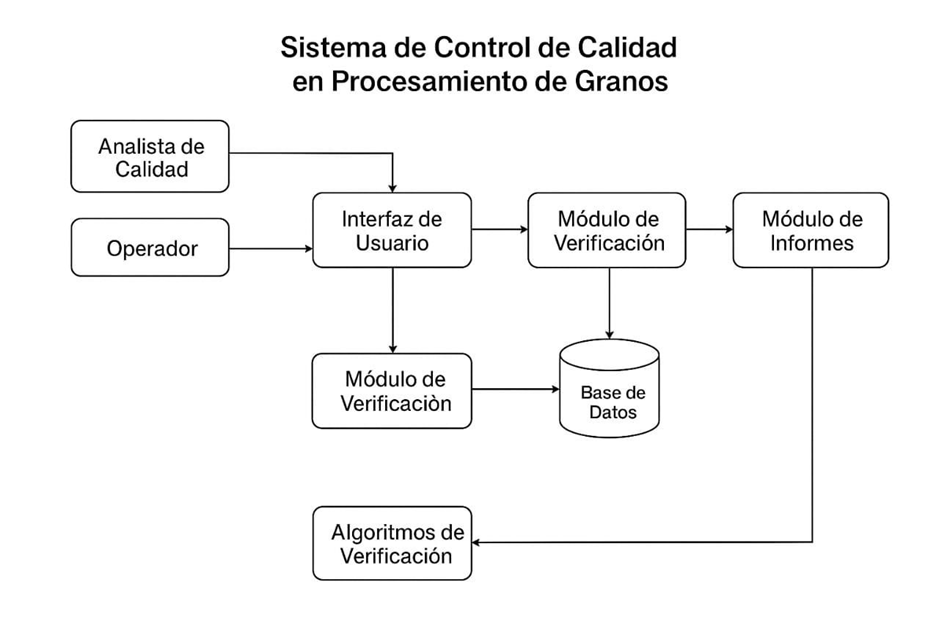 Sistema de Control de Calidad
en Procesamiento de Granos
Analista de
Calidad
Operador
Interfaz de
Usuario
Módulo de
Verificación
Módulo de
Informes
Módulo de
Verificaciòn
Base de
Datos
Algoritmos de
Verificación